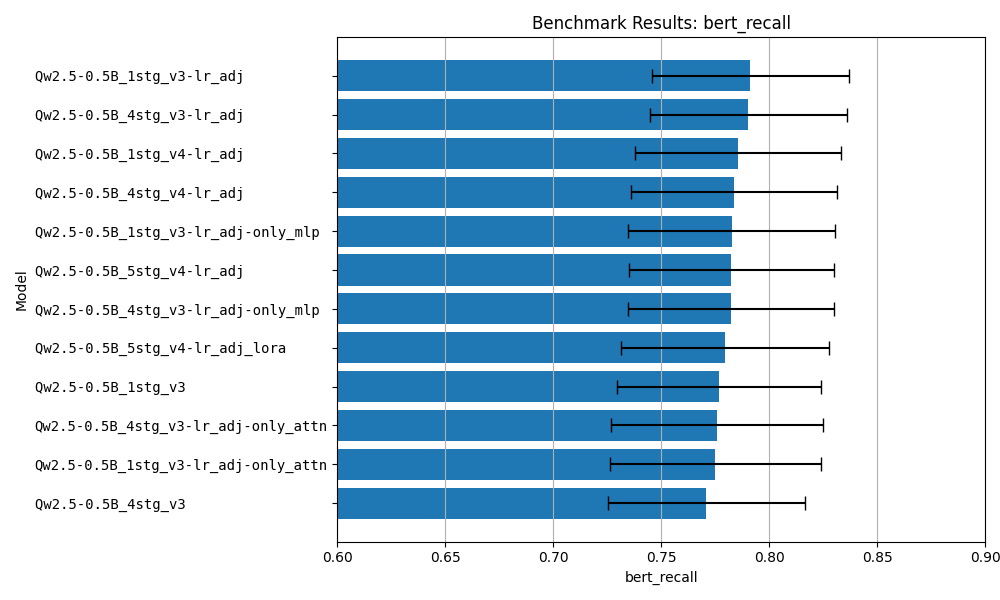 Benchmark Results: bert_recall
Model
Qw2.5-0.5B_1stg_v3-lr_adj
Qw2.5-0.5B_4stg_v3-lr_adj
Qw2.5-0.5B_1stg_v4-lr_adj
Qw2.5-0.5B_4stg_v4-lr_adj
Qw2.5-0.5B_1stg_v3-lr_adj-only_mlp
Qw2.5-0.5B_5stg_v4-lr_adj
Qw2.5-0.5B_4stg_v3-lr_adj-only_mlp
Qw2.5-0.5B_5stg_v4-lr_adj_lora
Qw2.5-0.5B_1stg_v3
Qw2.5-0.5B_4stg_v3-lr_adj-only_attn
Qw2.5-0.5B_1stg_v3-lr_adj-only_attn
Qw2.5-0.5B_4stg_v3
0.60 0.65 0.70 0.75 0.80 0.85 0.90
bert_recall